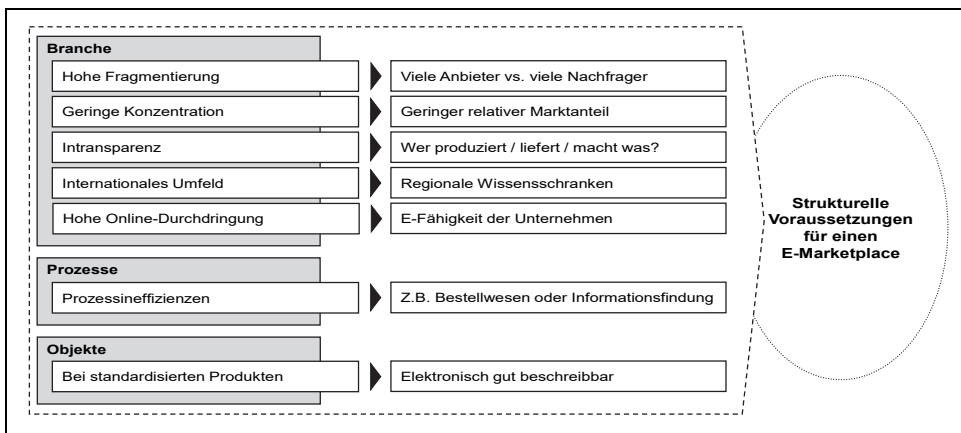 Branche
Hohe Fragmentierung
Viele Anbieter vs. viele Nachfrager
Geringe Konzentration
Geringer relativer Marktanteil
Intransparenz
Wer produziert / liefert / macht was?
Internationales Umfeld
Regionale Wissensschranken
Hohe Online-Durchdringung
E-Fähigkeit der Unternehmen
Prozesse
Prozessineffizienzen
Z.B. Bestellwesen oder Informationsfindung
Objekte
Bei standardisierten Produkten
Elektronisch gut beschreibbar
Strukturelle
Voraussetzungen
für einen
E-Marketplace